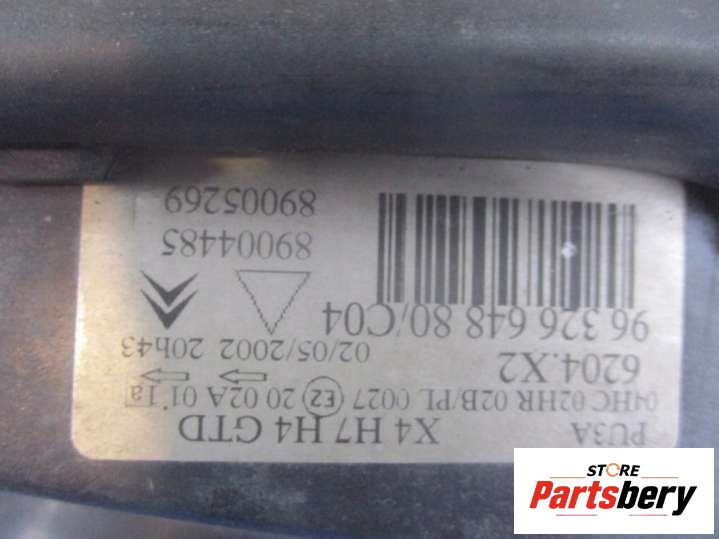 PU3A X4 H7 H4 GTD
04HC 02HR 02B/PL 0027 E2 20 02A 01 1a
6204.X2 02/05/2002 20h43
96 326 648 80/C04
89004485
89005269
STORE
Partsbery